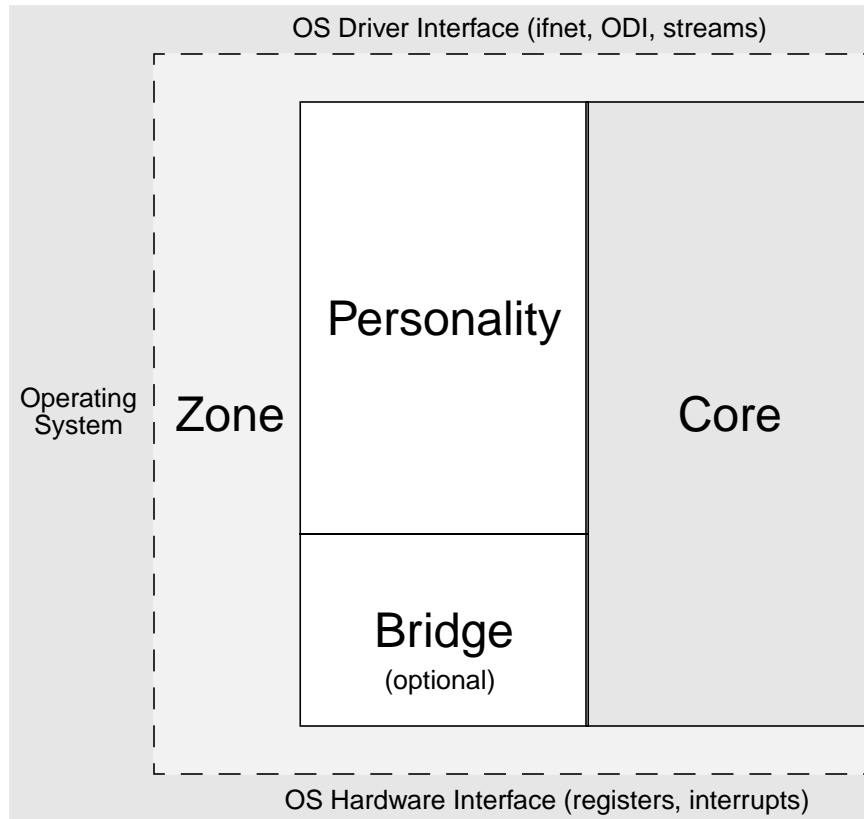 OS Driver Interface (ifnet, ODI, streams)
Personality
Operating
System
Zone
Core
Bridge
(optional)
OS Hardware Interface (registers, interrupts)